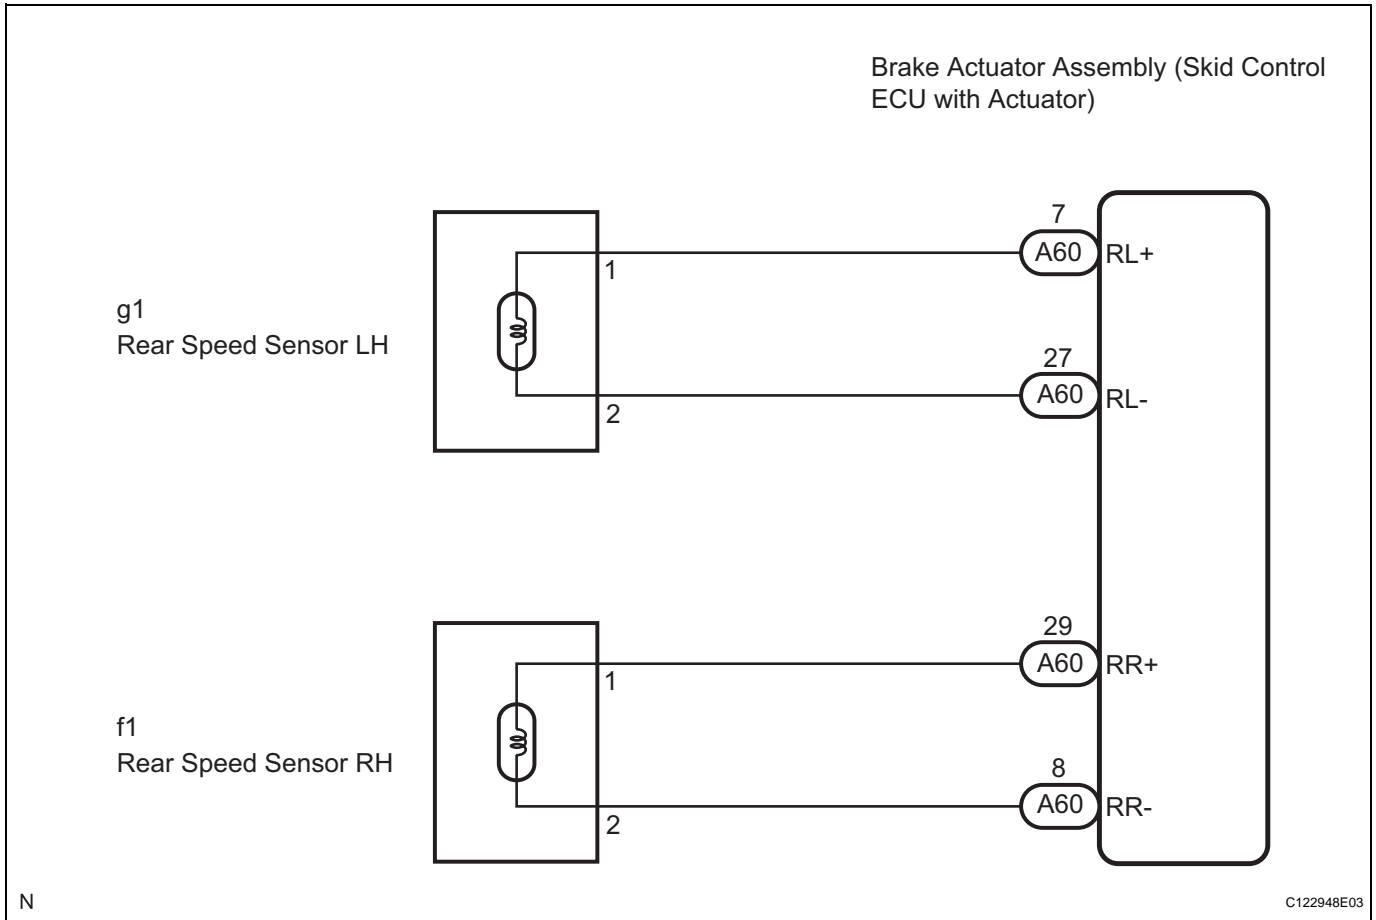 Brake Actuator Assembly (Skid Control
ECU with Actuator)
7
A60
RL+
1
g1
Rear Speed Sensor LH
27
A60
RL-
2
29
A60
RR+
1
f1
Rear Speed Sensor RH
8
A60
RR-
2
N
C122948E03